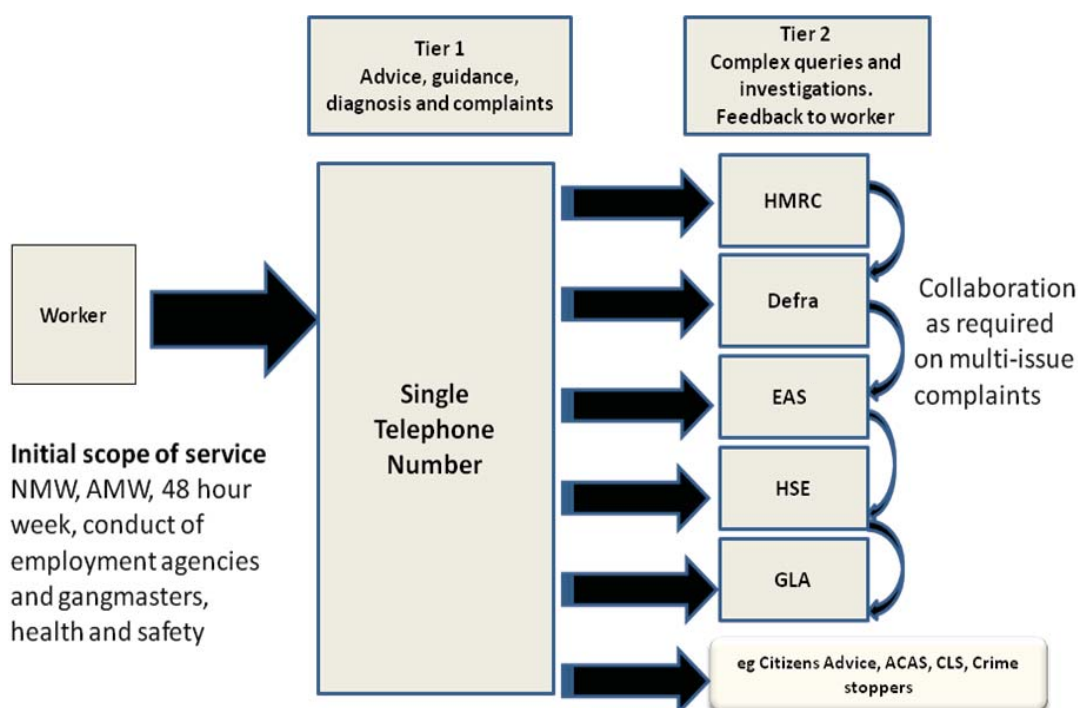 Tier 1
Advice, guidance,
diagnosis and complaints
Tier 2
Complex queries and
investigations.
Feedback to worker
Worker
Single
Telephone
Number
HMRC
Defra
EAS
HSE
GLA
eg Citizens Advice, ACAS, CLS, Crime
stoppers
Collaboration
as required
on multi-issue
complaints
Initial scope of service
NMW, AMW, 48 hour
week, conduct of
employment agencies
and gangmasters,
health and safety